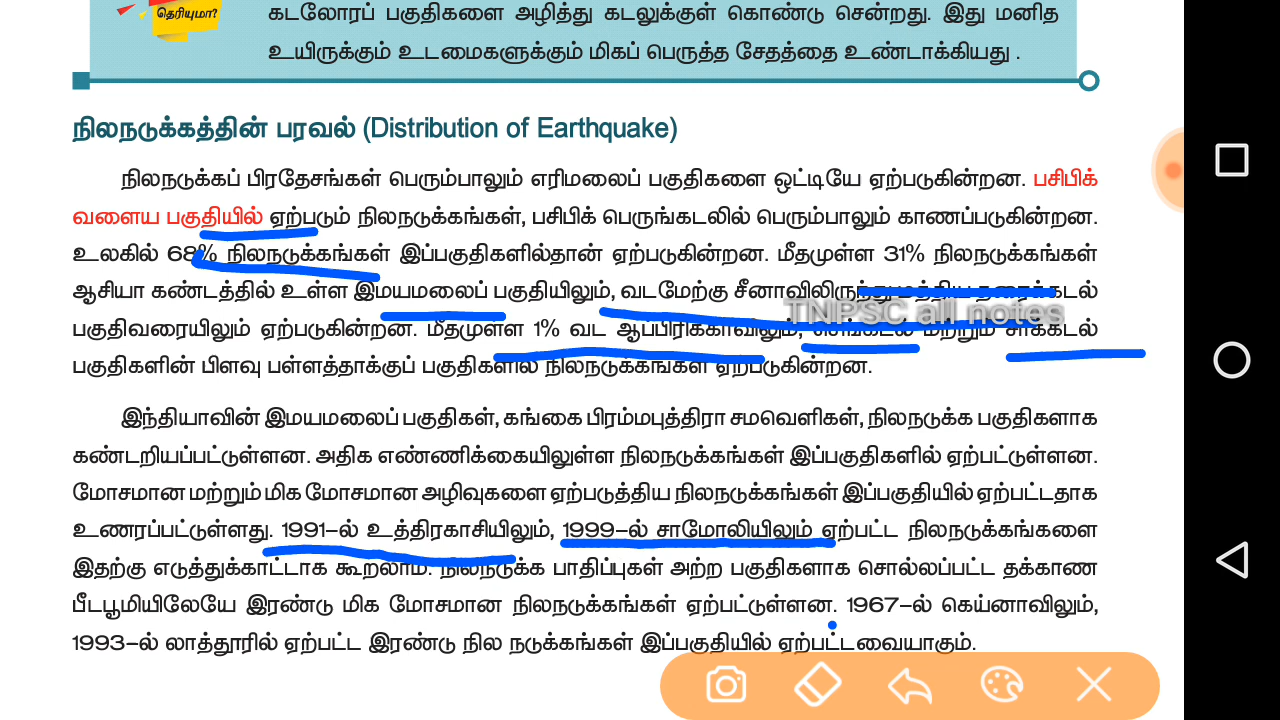 கடலோரப் பகுதிகளை அழித்து கடலுக்குள் கொண்டு சென்றது. இது மனித
தெரியுமா?
உயிருக்கும் உடமைகளுக்கும் மிகப் பெருத்த சேதத்தை உண்டாக்கியது .
நிலநடுக்கத்தின் பரவல் (Distribution of Earthquake)
நிலநடுக்கப் பிரதேசங்கள் பெரும்பாலும் எரிமலைப் பகுதிகளை ஒட்டியே ஏற்படுகின்றன. பசிபிக்
வளைய பகுதியில் ஏற்படும் நிலநடுக்கங்கள், பசிபிக் பெருங்கடலில் பெரும்பாலும் காணப்படுகின்றன.
உலகில் 68% நிலநடுக்கங்கள் இப்பகுதிகளில்தான் ஏற்படுகின்றன. மீதமுள்ள 31% நிலநடுக்கங்கள்
ஆசியா கண்டத்தில் உள்ள இமயமலைப் பகுதியிலும், வடமேற்கு சீனாவிலிருந்து மத்திய தரைக்கடல்
TNPSC all notes
பகுதிவரையிலும் ஏற்படுகின்றன. மீதமுள்ள 1% வட ஆப்பிரிக்காவிலும், செங்கடல் மற்றும் சாக்கடல்
பகுதிகளின் பிளவு பள்ளத்தாக்குப் பகுதிகளில் நிலநடுக்கங்கள் ஏற்படுகின்றன.
இந்தியாவின் இமயமலைப் பகுதிகள், கங்கை பிரம்மபுத்திரா சமவெளிகள், நிலநடுக்க பகுதிகளாக
கண்டறியப்பட்டுள்ளன. அதிக எண்ணிக்கையிலுள்ள நிலநடுக்கங்கள் இப்பகுதிகளில் ஏற்பட்டுள்ளன.
மோசமான மற்றும் மிக மோசமான அழிவுகளை ஏற்படுத்திய நிலநடுக்கங்கள் இப்பகுதியில் ஏற்பட்டதாக
உணரப்பட்டுள்ளது. 1991–ல் உத்திரகாசியிலும், 1999–ல் சாமோலியிலும் ஏற்பட்ட நிலநடுக்கங்களை
இதற்கு எடுத்துக்காட்டாக கூறலாம். நிலநடுக்க பாதிப்புகள் அற்ற பகுதிகளாக சொல்லப்பட்ட தக்காண
பீடபூமியிலேயே இரண்டு மிக மோசமான நிலநடுக்கங்கள் ஏற்பட்டுள்ளன. 1967–ல் கெய்னாவிலும்,
1993–ல் லாத்தூரில் ஏற்பட்ட இரண்டு நில நடுக்கங்கள் இப்பகுதியில் ஏற்பட்டவையாகும்.